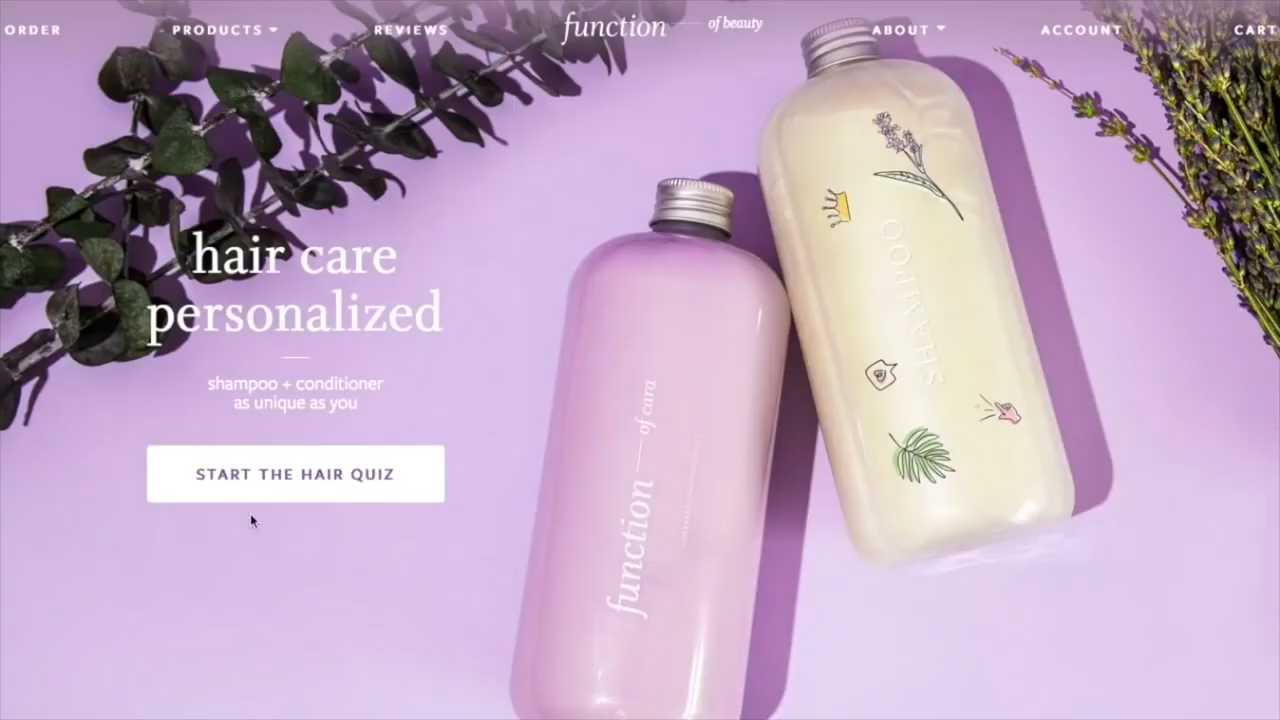 ORDER
PRODUCTS
REVIEWS
function of beauty
ABOUT
ACCOUNT
CART
hair care
personalized
shampoo + conditioner
as unique as you
START THE HAIR QUIZ
function of cara
SHAMPOO